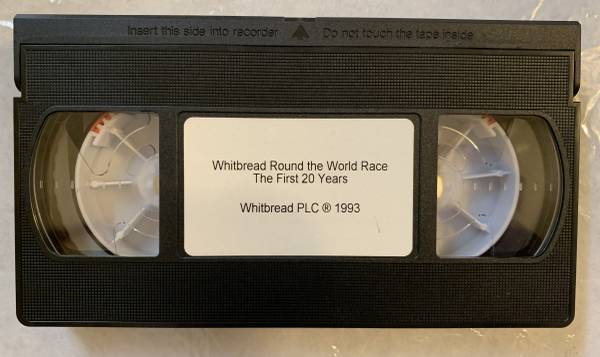 Insert this side into recorder Do not touch the tape inside
Whitbread Round the World Race
The First 20 Years
Whitbread PLC ® 1993